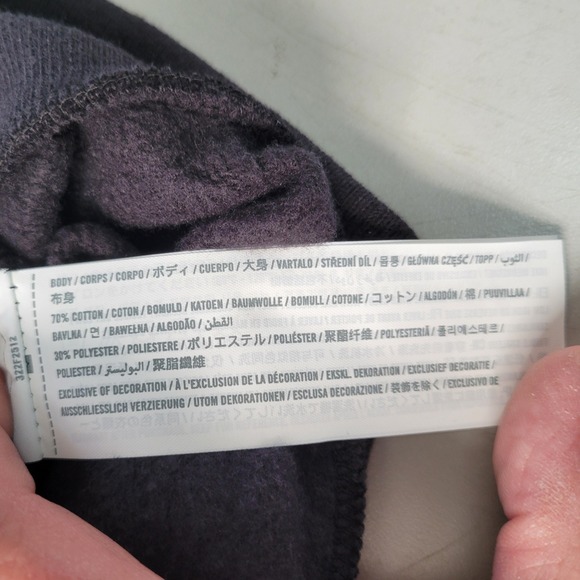 BODY / CORPS / CORPO / ボディ / CUERPO / 大身 / VARTALO / STŘEDNÍ DÍL / 몸통 / GŁÓWNA CZĘŚĆ / TOPP / الثوب /
布身
70% COTTON / COTON / BOMULD / KATOEN / BAUMWOLLE / BOMULL / COTONE / コットン / ALGODÓN / 棉 / PUUVILLAA /
BAVLNA / 면 / BAWEŁNA / ALGODÃO / القطن
30% POLYESTER / POLIESTERE / ポリエステル / POLIÉSTER / 聚酯纤维 / POLYESTERIÄ / 폴리에스테르 /
POLIESTER / البوليستر / 聚脂纖維
EXCLUSIVE OF DECORATION / À L'EXCLUSION DE LA DÉCORATION / EKSKL. DEKORATION / EXCLUSIEF DECORATIE /
AUSSCHLIESSLICH VERZIERUNG / UTOM DEKORATIONEN / ESCLUSA DECORAZIONE / 装飾を除く / EXCLUSIVO DE
322F2512